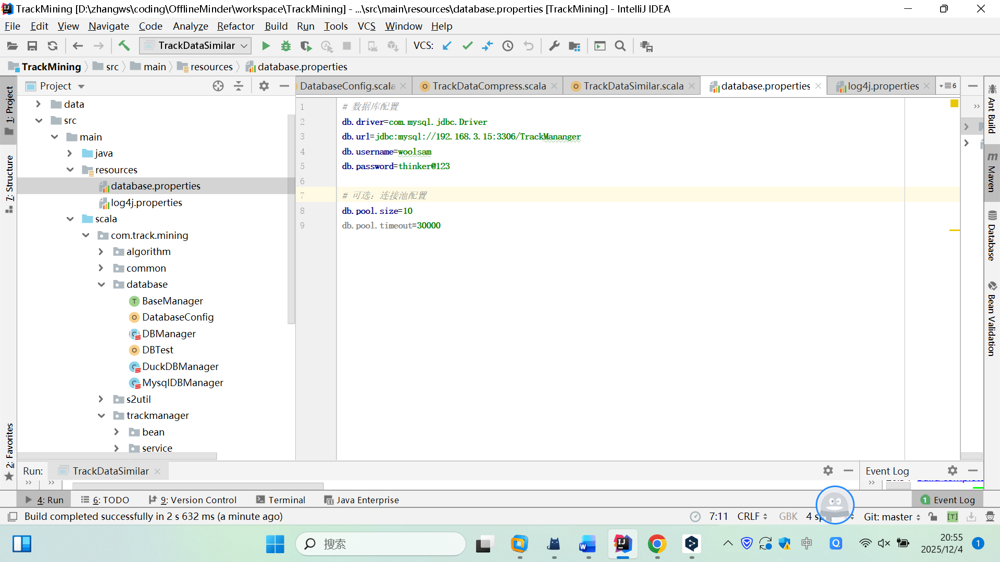 TrackMining [D:\zhangws\coding\OfflineMinder\workspace\TrackMining] - ...\src\main\resources\database.properties [TrackMining] - IntelliJ IDEA
File Edit View Navigate Code Analyze Refactor Build Run Tools VCS Window Help
TrackDataSimilar VCS:
TrackMining src main resources database.properties
Project DatabaseConfig.scala TrackDataCompress.scala TrackDataSimilar.scala database.properties log4j.properties 6
1: Project
7: Structure
2: Favorites
data
src
main
java
resources
database.properties
log4j.properties
scala
com.track.mining
algorithm
common
database
BaseManager
DatabaseConfig
DBManager
DBTest
DuckDBManager
MysqlDBManager
s2util
trackmanager
bean
service
1 # 数据库配置
2 db.driver=com.mysql.jdbc.Driver
3 db.url=jdbc:mysql://192.168.3.15:3306/TrackMananger
4 db.username=woolsam
5 db.password=thinker@123
6
7 # 可选：连接池配置
8 db.pool.size=10
9 db.pool.timeout=30000
Ant Build
Maven
Database
Bean Validation
Run: TrackDataSimilar Event Log
4: Run 6: TODO 9: Version Control Terminal Java Enterprise 1 Event Log
Build completed successfully in 2 s 632 ms (a minute ago) 7:11 CRLF GBK 4 Git: master [T]
搜索
中
20:55
2025/12/4
1